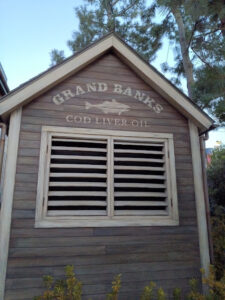 GRAND BANKS
COD LIVER OIL